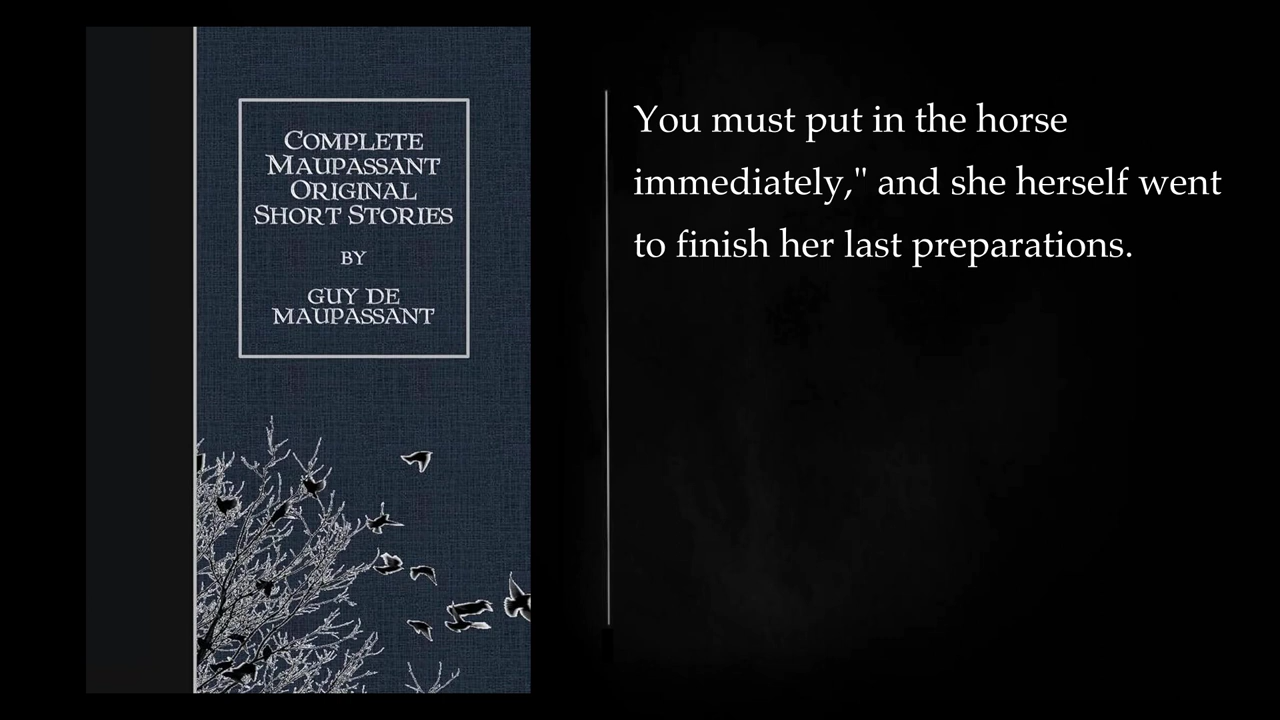 COMPLETE
MAUPASSANT
ORIGINAL
SHORT STORIES
BY
GUY DE
MAUPASSANT
You must put in the horse
immediately," and she herself went
to finish her last preparations.